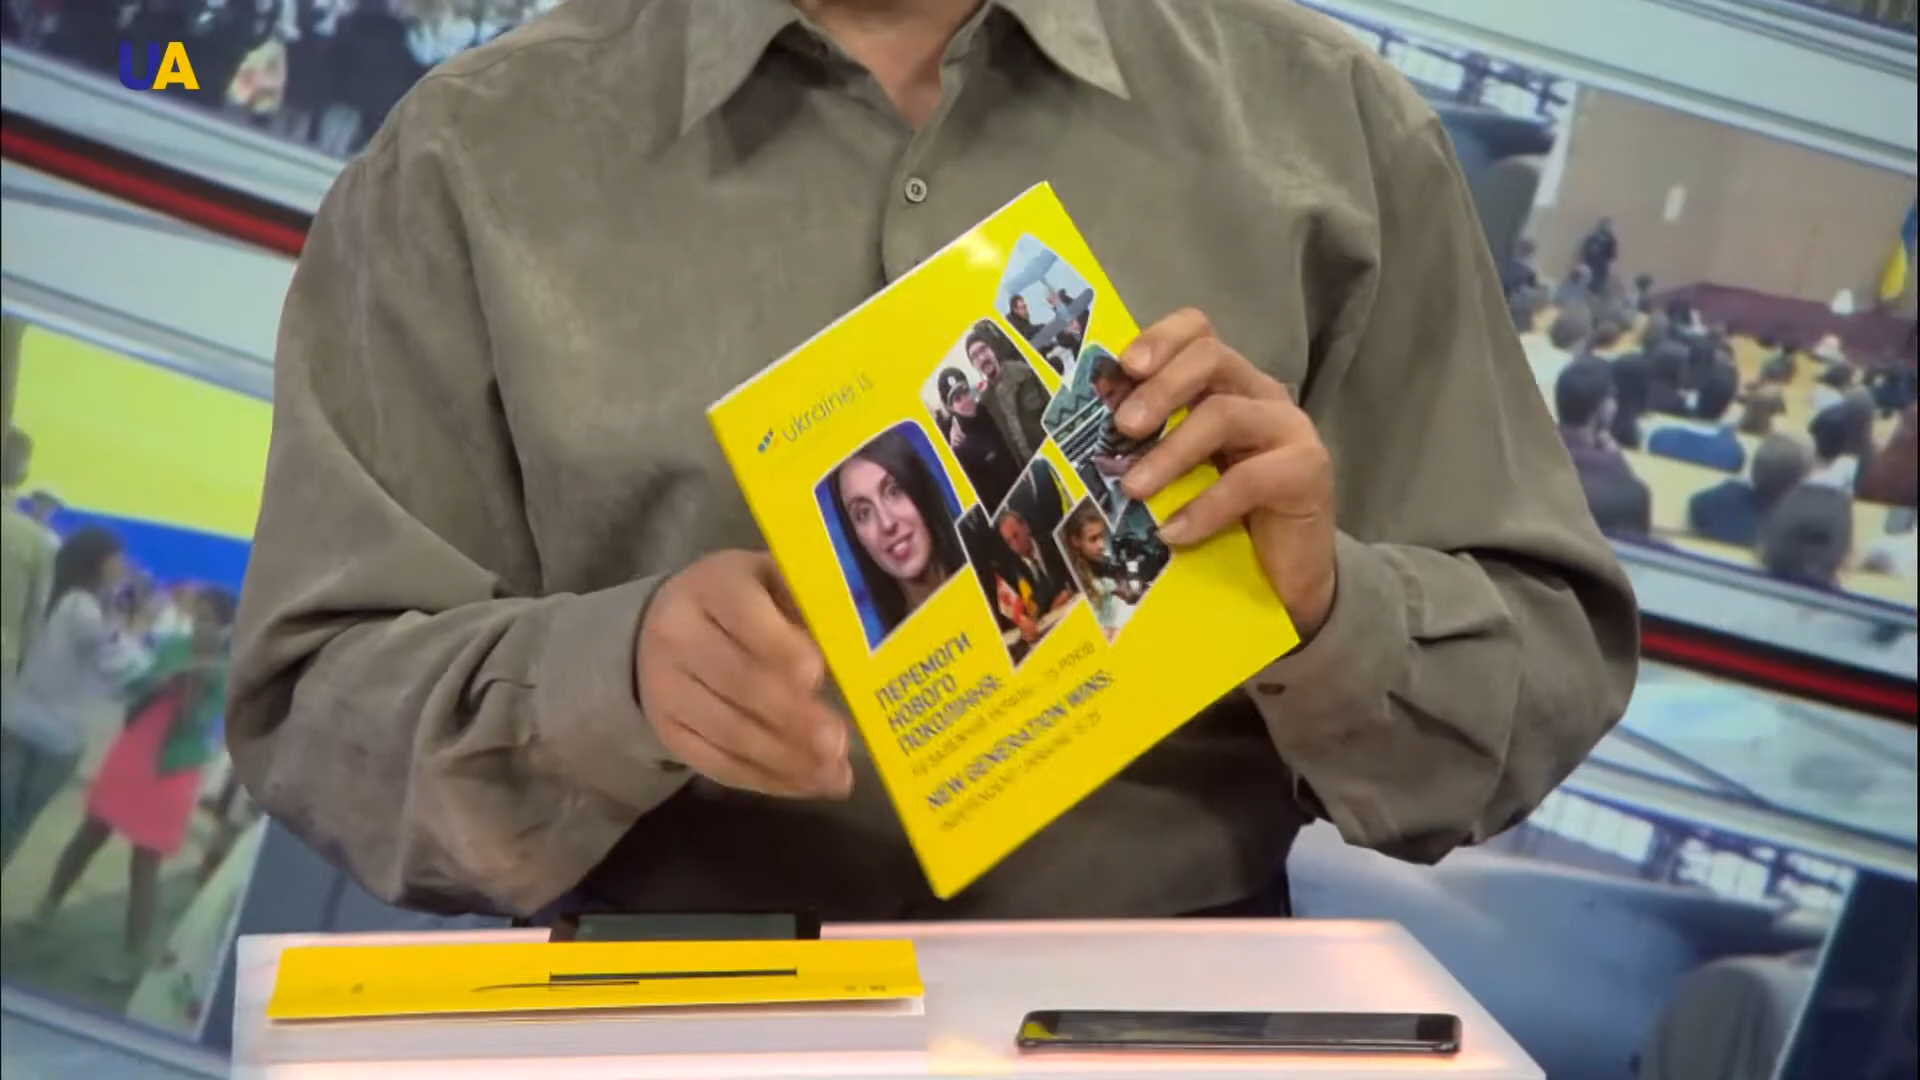 UA
ukraine.is
ПЕРЕМОГИ
НОВОГО
ПОКОЛІННЯ:
NEW GENERATION WINS: